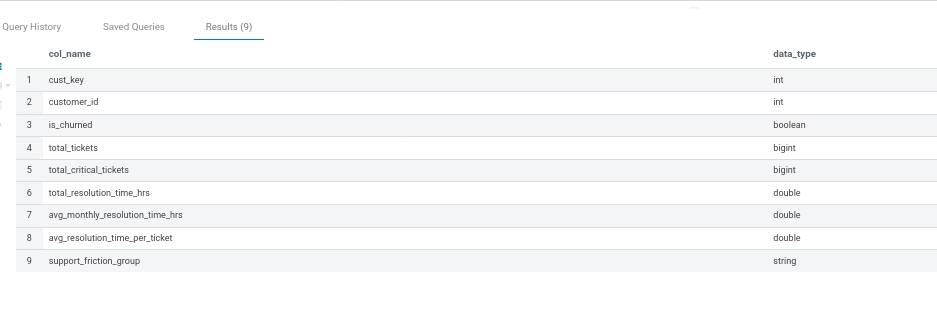 Query History Saved Queries Results (9)
col_name data_type
1 cust_key int
2 customer_id int
3 is_churned boolean
4 total_tickets bigint
5 total_critical_tickets bigint
6 total_resolution_time_hrs double
7 avg_monthly_resolution_time_hrs double
8 avg_resolution_time_per_ticket double
9 support_friction_group string